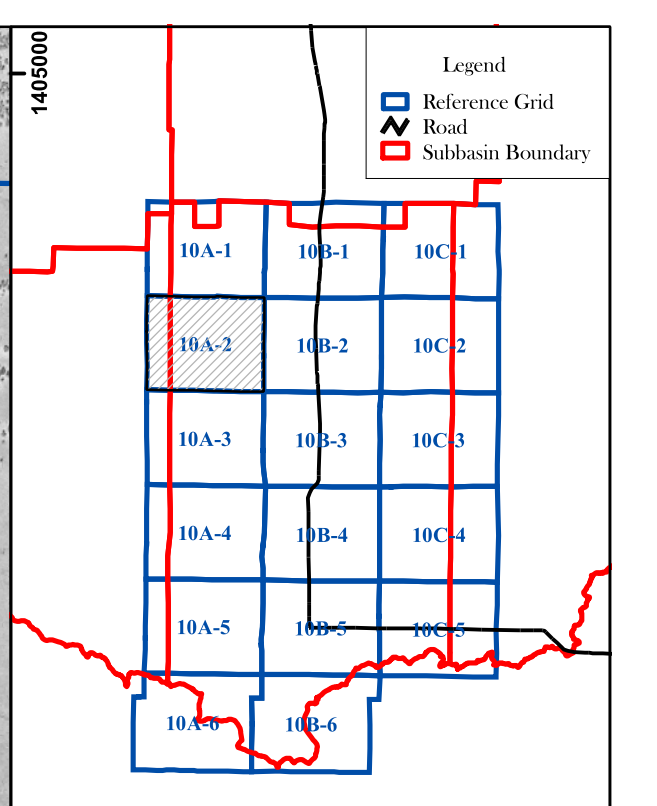 1405000
Legend
Reference Grid
Road
Subbasin Boundary
10A-1 10B-1 10C-1
10A-2 10B-2 10C-2
10A-3 10B-3 10C-3
10A-4 10B-4 10C-4
10A-5 10B-5 10C-5
10A-6 10B-6